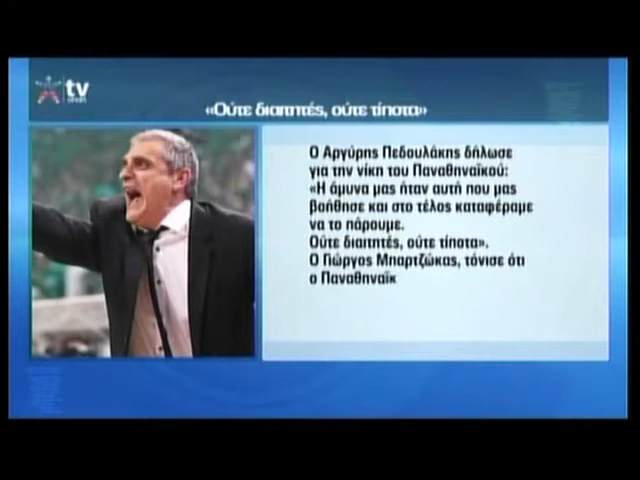 tv
«Ούτε διαιτητές, ούτε τίποτα»
Ο Αργύρης Πεδουλάκης δήλωσε
για την νίκη του Παναθηναϊκού:
«Η άμυνα μας ήταν αυτή που μας
βοήθησε και στο τέλος καταφέραμε
να το πάρουμε.
Ούτε διαιτητές, ούτε τίποτα».
Ο Γιώργος Μπαρτζώκας, τόνισε ότι
ο Παναθηναϊκ